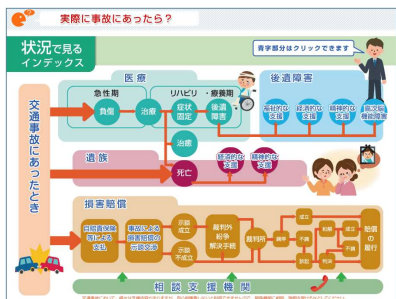 実際に事故にあったら？
状況で見る
インデックス
青字部分はクリックできます
医療
急性期
リハビリ・療養期
負傷
治療
症状
固定
後遺
障害
治癒
後遺障害
福祉的な
支援
経済的な
支援
精神的な
支援
高次脳
機能障害
交通事故にあったとき
遺族
死亡
経済的な
支援
精神的な
支援
損害賠償
自賠責保険
等による
支払
事故による
損害賠償の
示談交渉
示談
成立
示談
不成立
裁判外
紛争
解決手続
裁判所
調停
成立
不調
訴訟
和解
判決
成立
不調
賠償
の
履行
相談支援機関